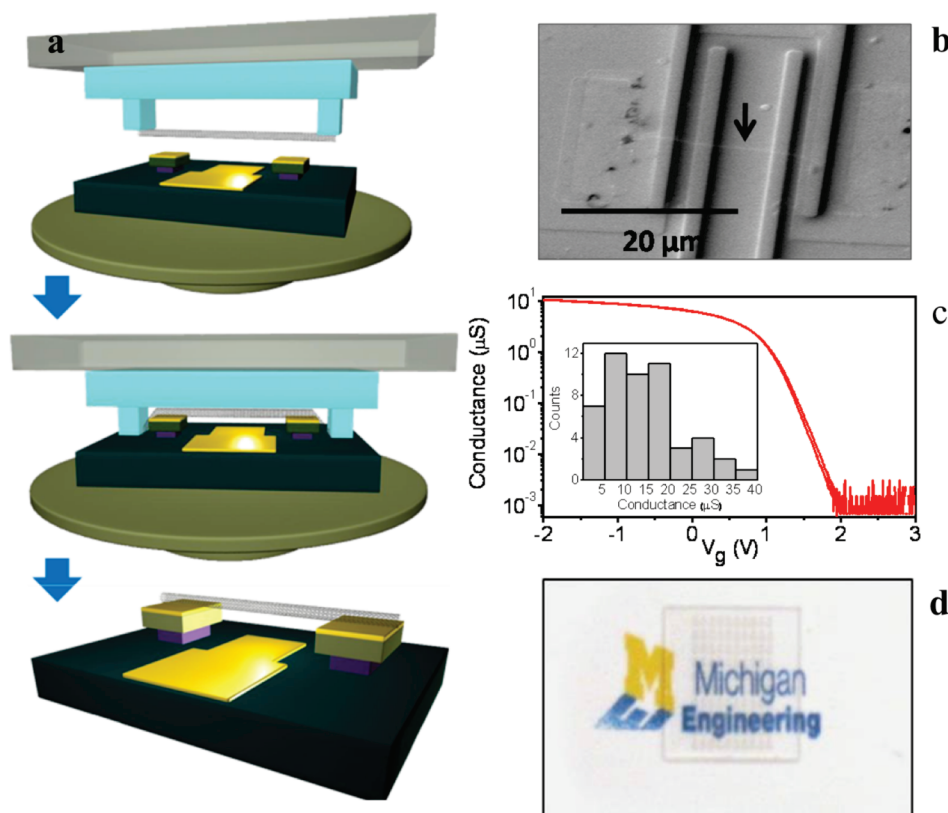 a
b
20 μm
c
Conductance (μS)
10¹
10⁰
10⁻¹
10⁻²
10⁻³
-2
-1
0
1
2
3
V_g (V)
Counts
12
8
4
0
5
10
15
20
25
30
35
40
Conductance (μS)
d
M
Michigan
Engineering